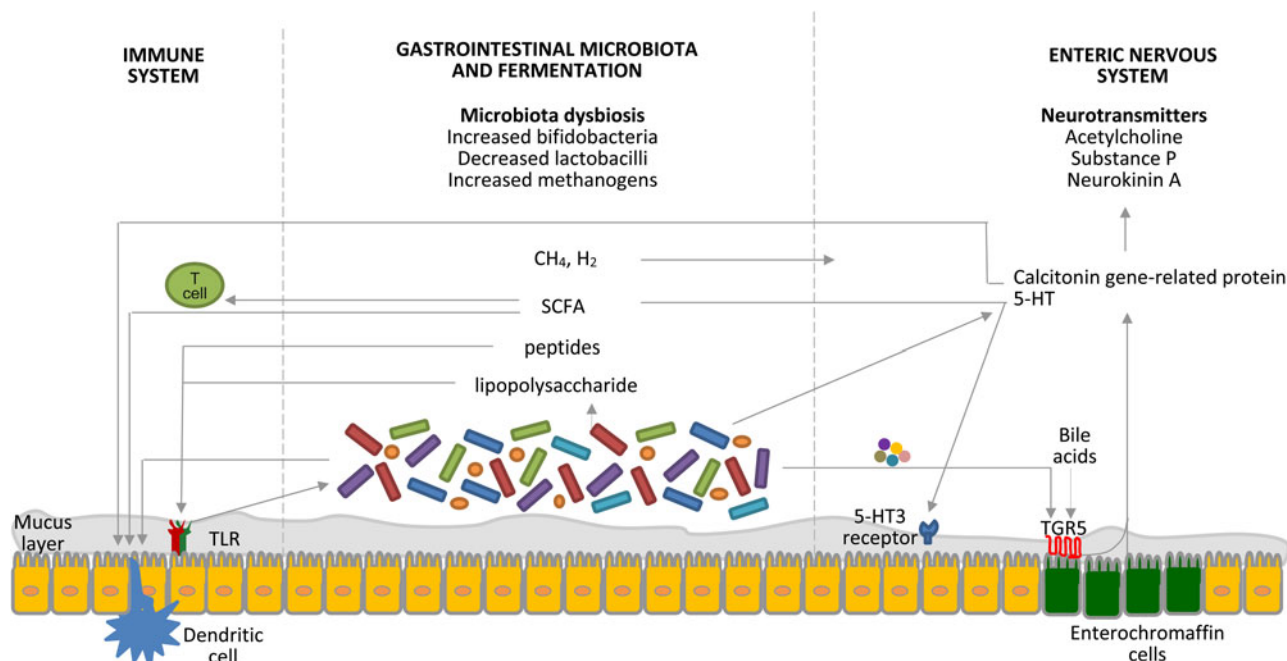 IMMUNE
SYSTEM
GASTROINTESTINAL MICROBIOTA
AND FERMENTATION
Microbiota dysbiosis
Increased bifidobacteria
Decreased lactobacilli
Increased methanogens
ENTERIC NERVOUS
SYSTEM
Neurotransmitters
Acetylcholine
Substance P
Neurokinin A
CH₄, H₂
T
cell
SCFA
Calcitonin gene-related protein
5-HT
peptides
lipopolysaccharide
Bile
acids
Mucus
layer
TLR
5-HT3
receptor
TGR5
Dendritic
cell
Enterochromaffin
cells